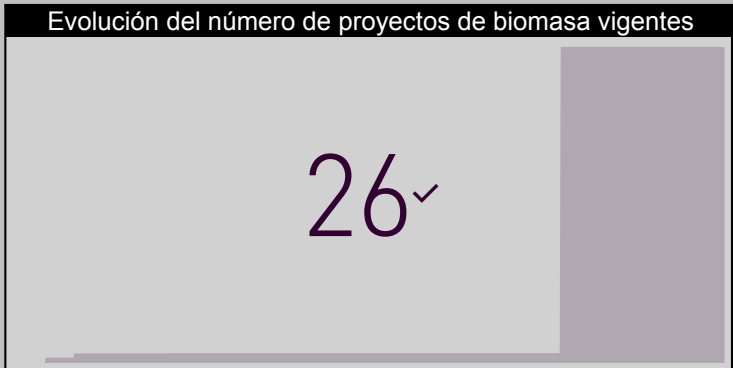 Evolución del número de proyectos de biomasa vigentes
26✓